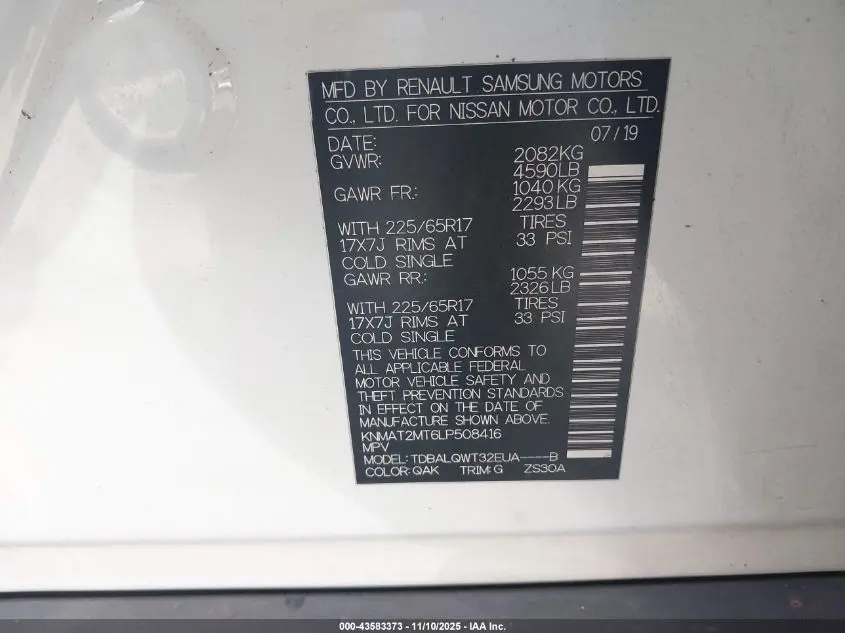 MFD BY RENAULT SAMSUNG MOTORS
CO., LTD. FOR NISSAN MOTOR CO., LTD.
DATE: 07/19
GVWR: 2082KG
4590LB
GAWR FR.: 1040KG
2293LB
WITH 225/65R17 TIRES
17X7J RIMS AT 33 PSI
COLD SINGLE
GAWR RR.: 1055KG
2326LB
WITH 225/65R17 TIRES
17X7J RIMS AT 33 PSI
COLD SINGLE
THIS VEHICLE CONFORMS TO
ALL APPLICABLE FEDERAL
MOTOR VEHICLE SAFETY AND
THEFT PREVENTION STANDARDS
IN EFFECT ON THE DATE OF
MANUFACTURE SHOWN ABOVE.
KNMAT2MT6LP508416
MPV
MODEL: TDBALQWT32EUA----B
COLOR: QAK TRIM: G ZS30A
000-43583373 - 11/10/2025 - IAA Inc.